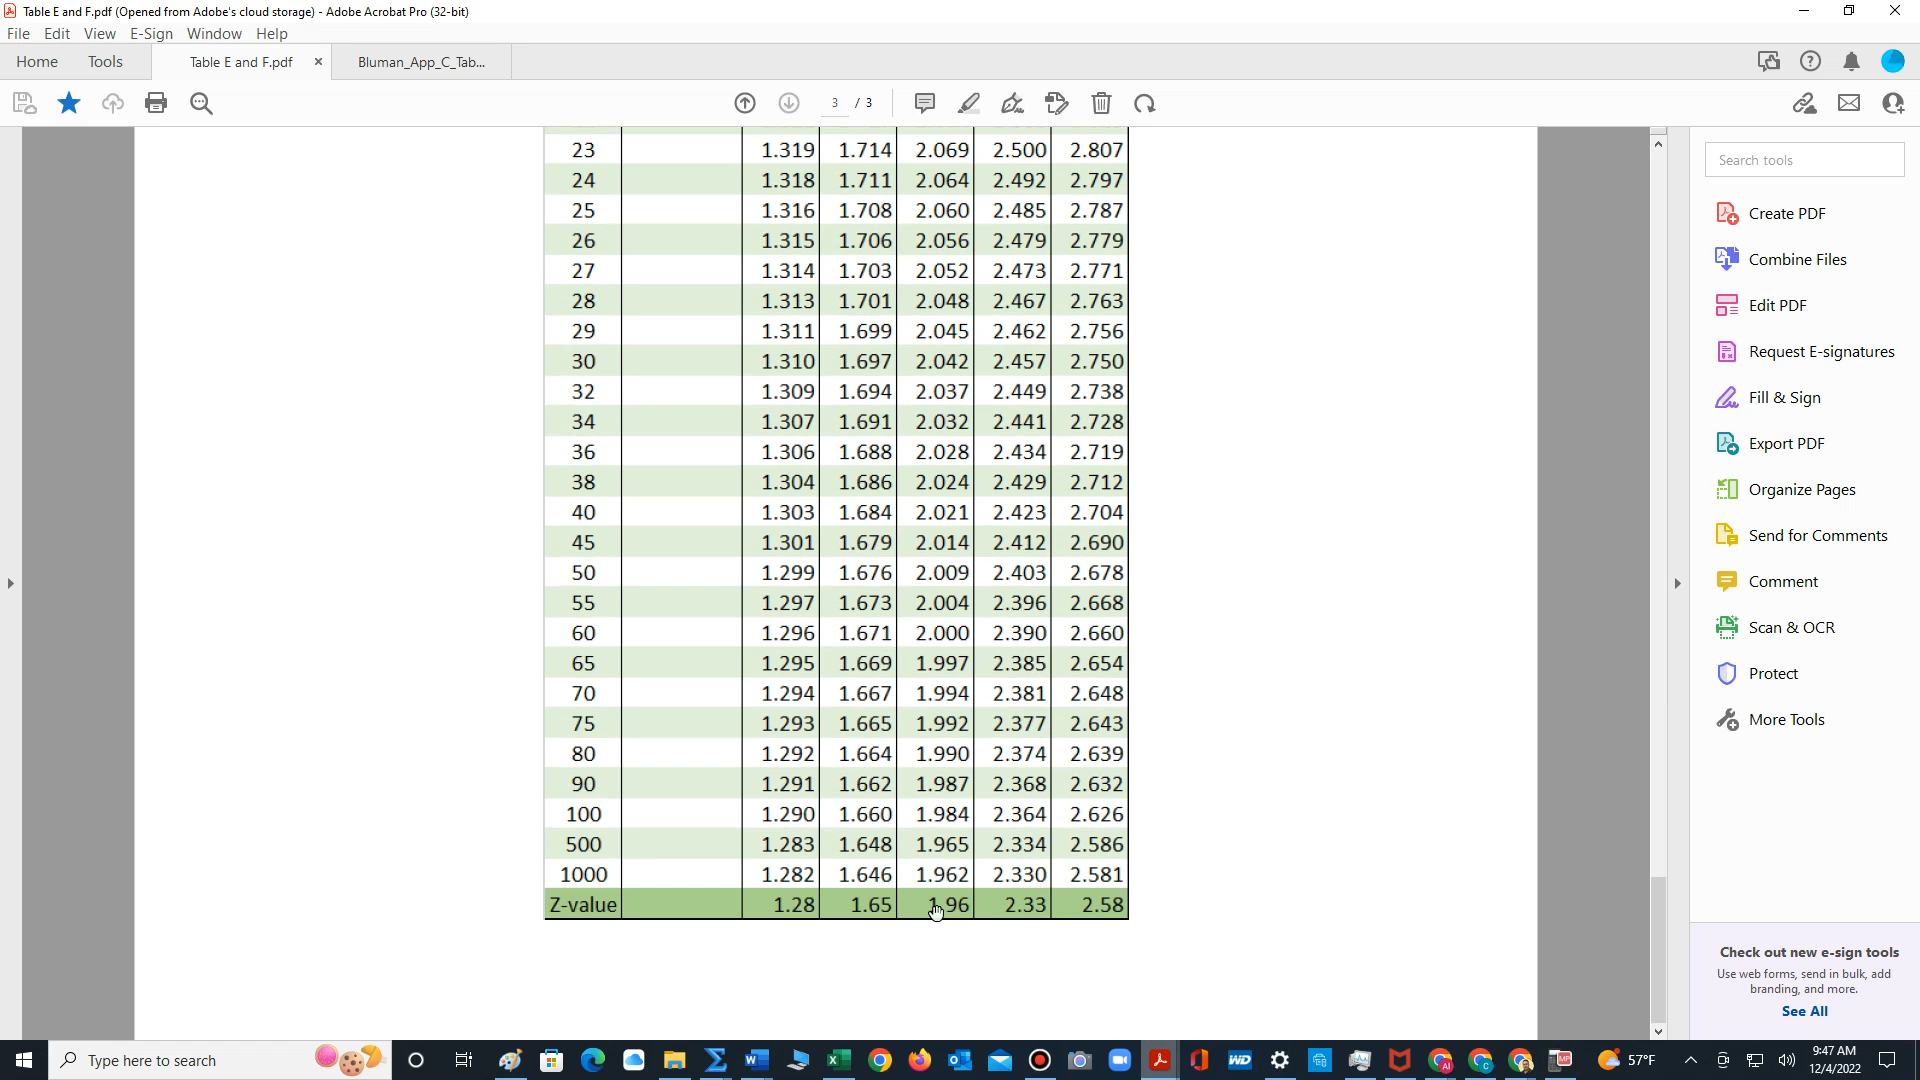 Table E and F.pdf (Opened from Adobe's cloud storage) - Adobe Acrobat Pro (32-bit)
File Edit View E-Sign Window Help
Home Tools Table E and F.pdf × Bluman_App_C_Tab...
3 / 3
23 1.319 1.714 2.069 2.500 2.807
24 1.318 1.711 2.064 2.492 2.797
25 1.316 1.708 2.060 2.485 2.787
26 1.315 1.706 2.056 2.479 2.779
27 1.314 1.703 2.052 2.473 2.771
28 1.313 1.701 2.048 2.467 2.763
29 1.311 1.699 2.045 2.462 2.756
30 1.310 1.697 2.042 2.457 2.750
32 1.309 1.694 2.037 2.449 2.738
34 1.307 1.691 2.032 2.441 2.728
36 1.306 1.688 2.028 2.434 2.719
38 1.304 1.686 2.024 2.429 2.712
40 1.303 1.684 2.021 2.423 2.704
45 1.301 1.679 2.014 2.412 2.690
50 1.299 1.676 2.009 2.403 2.678
55 1.297 1.673 2.004 2.396 2.668
60 1.296 1.671 2.000 2.390 2.660
65 1.295 1.669 1.997 2.385 2.654
70 1.294 1.667 1.994 2.381 2.648
75 1.293 1.665 1.992 2.377 2.643
80 1.292 1.664 1.990 2.374 2.639
90 1.291 1.662 1.987 2.368 2.632
100 1.290 1.660 1.984 2.364 2.626
500 1.283 1.648 1.965 2.334 2.586
1000 1.282 1.646 1.962 2.330 2.581
Z-value 1.28 1.65 1.96 2.33 2.58
Search tools
Create PDF
Combine Files
Edit PDF
Request E-signatures
Fill & Sign
Export PDF
Organize Pages
Send for Comments
Comment
Scan & OCR
Protect
More Tools
Check out new e-sign tools
Use web forms, send in bulk, add
branding, and more.
See All
Type here to search
57°F
9:47 AM
12/4/2022